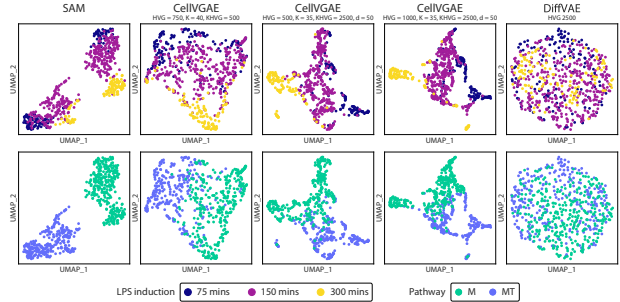 SAM CellVGAE CellVGAE CellVGAE DiffVAE
HVG = 750, K = 40, KHVG = 500 HVG = 500, K = 35, KHVG=2500, d = 50 HVG = 1000, K = 35, KHVG=2500, d = 50 HVG 2500
UMAP_2 UMAP_2 UMAP_2 UMAP_2 UMAP_2
UMAP_1 UMAP_1 UMAP_1 UMAP_1 UMAP_1
UMAP_2 UMAP_2 UMAP_2 UMAP_2 UMAP_2
UMAP_1 UMAP_1 UMAP_1 UMAP_1 UMAP_1
LPS induction 75 mins 150 mins 300 mins Pathway M MT